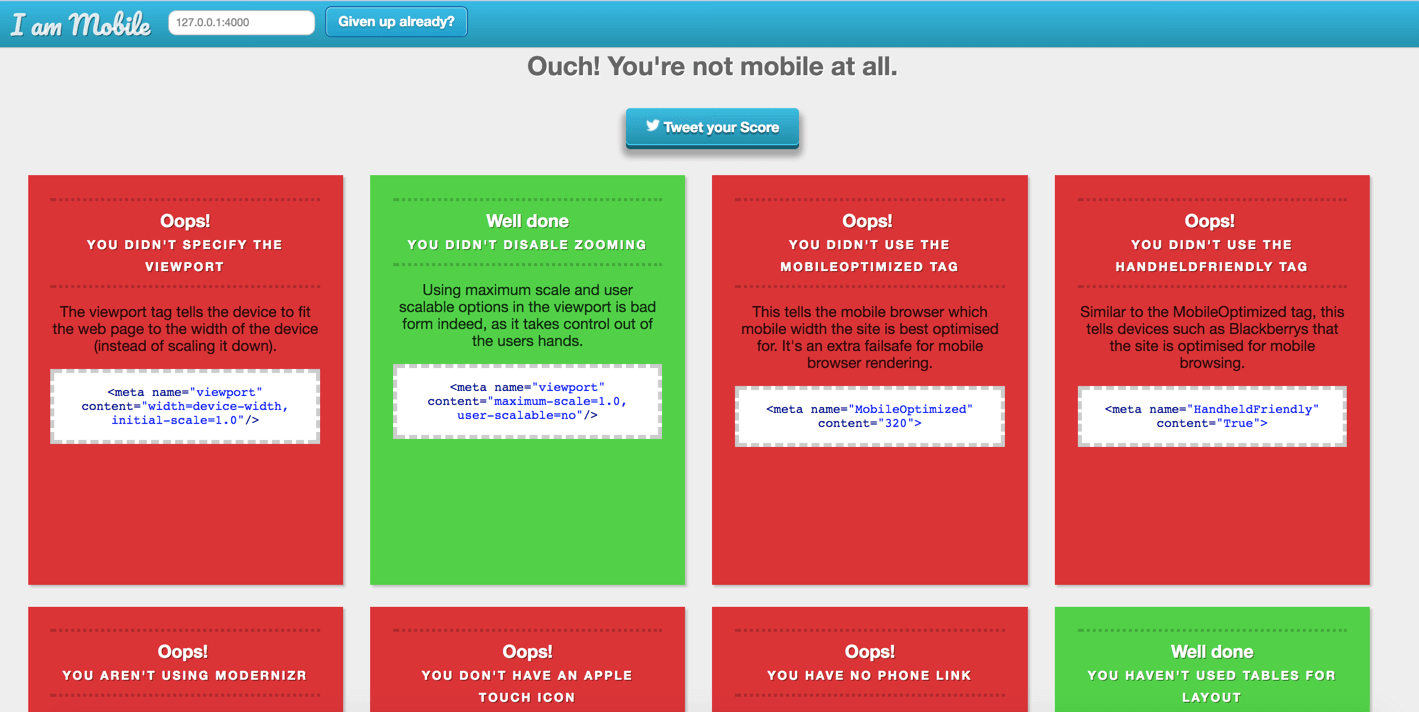 I am Mobile
127.0.0.1:4000
Given up already?
Ouch! You're not mobile at all.
Tweet your Score
Oops!
YOU DIDN'T SPECIFY THE
VIEWPORT
The viewport tag tells the device to fit
the web page to the width of the device
(instead of scaling it down).
<meta name="viewport"
content="width=device-width,
initial-scale=1.0"/>
Well done
YOU DIDN'T DISABLE ZOOMING
Using maximum scale and user
scalable options in the viewport is bad
form indeed, as it takes control out of
the users hands.
<meta name="viewport"
content="maximum-scale=1.0,
user-scalable=no"/>
Oops!
YOU DIDN'T USE THE
MOBILEOPTIMIZED TAG
This tells the mobile browser which
mobile width the site is best optimised
for. It's an extra failsafe for mobile
browser rendering.
<meta name="MobileOptimized"
content="320">
Oops!
YOU DIDN'T USE THE
HANDHELDFRIENDLY TAG
Similar to the MobileOptimized tag, this
tells devices such as Blackberrys that
the site is optimised for mobile
browsing.
<meta name="HandheldFriendly"
content="True">
Oops!
YOU AREN'T USING MODERNIZR
Oops!
YOU DON'T HAVE AN APPLE
TOUCH ICON
Oops!
YOU HAVE NO PHONE LINK
Well done
YOU HAVEN'T USED TABLES FOR
LAYOUT